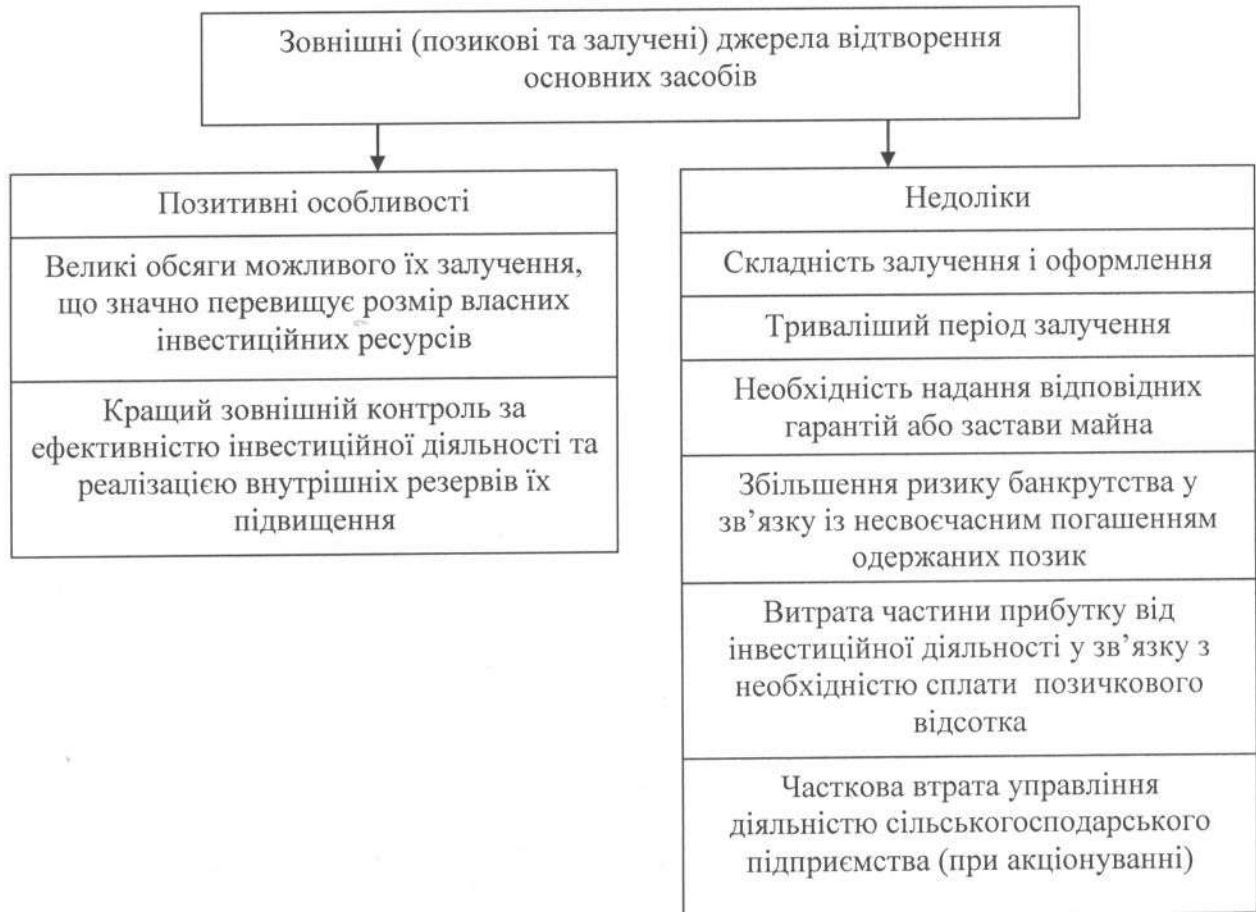 Зовнішні (позикові та залучені) джерела відтворення
основних засобів
Позитивні особливості
Великі обсяги можливого їх залучення,
що значно перевищує розмір власних
інвестиційних ресурсів
Кращий зовнішній контроль за
ефективністю інвестиційної діяльності та
реалізацією внутрішніх резервів їх
підвищення
Недоліки
Складність залучення і оформлення
Триваліший період залучення
Необхідність надання відповідних
гарантій або застави майна
Збільшення ризику банкрутства у
зв’язку із несвоєчасним погашенням
одержаних позик
Витрата частини прибутку від
інвестиційної діяльності у зв’язку з
необхідністю сплати позичкового
відсотка
Часткова втрата управління
діяльністю сільськогосподарського
підприємства (при акціонуванні)